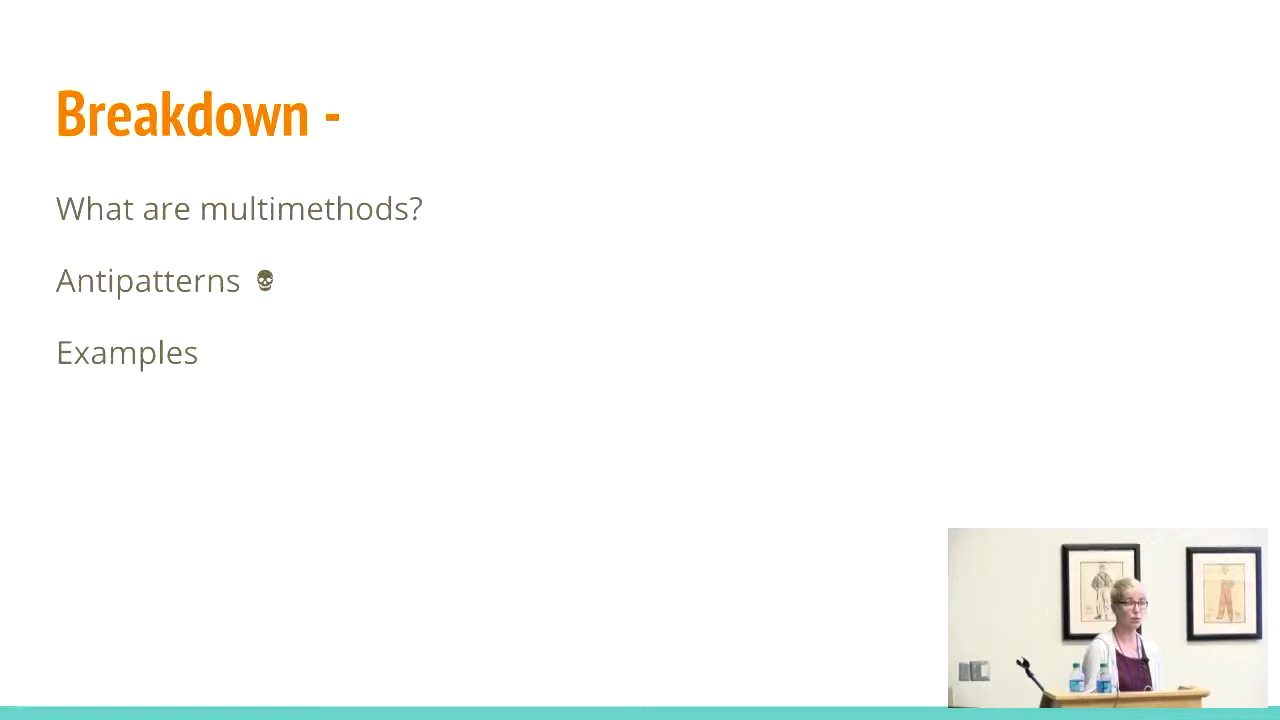 Breakdown -
What are multimethods?
Antipatterns 💀
Examples